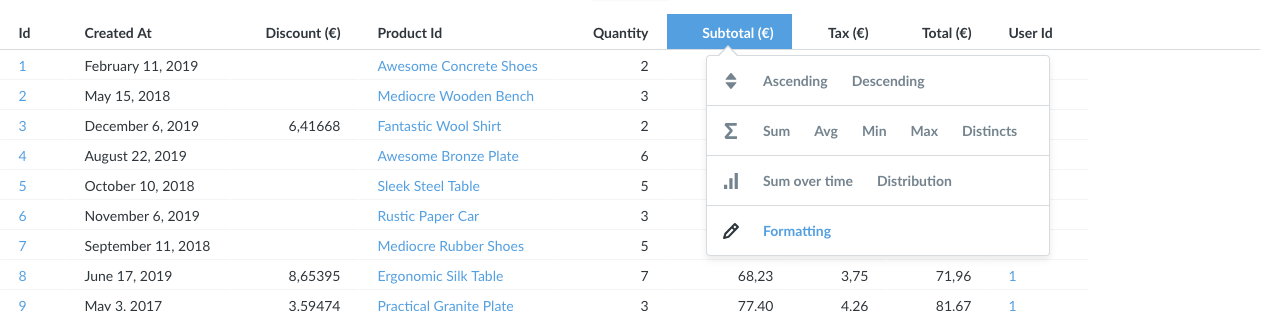 Id Created At Discount (€) Product Id Quantity Subtotal (€) Tax (€) Total (€) User Id
1 February 11, 2019 Awesome Concrete Shoes 2
Ascending Descending
2 May 15, 2018 Mediocre Wooden Bench 3
3 December 6, 2019 6,41668 Fantastic Wool Shirt 2
Sum Avg Min Max Distincts
4 August 22, 2019 Awesome Bronze Plate 6
5 October 10, 2018 Sleek Steel Table 5
Sum over time Distribution
6 November 6, 2019 Rustic Paper Car 3
Formatting
7 September 11, 2018 Mediocre Rubber Shoes 5
8 June 17, 2019 8,65395 Ergonomic Silk Table 7 68,23 3,75 71,96 1
9 May 3, 2017 3,59474 Practical Granite Plate 3 77,40 4,26 81,67 1